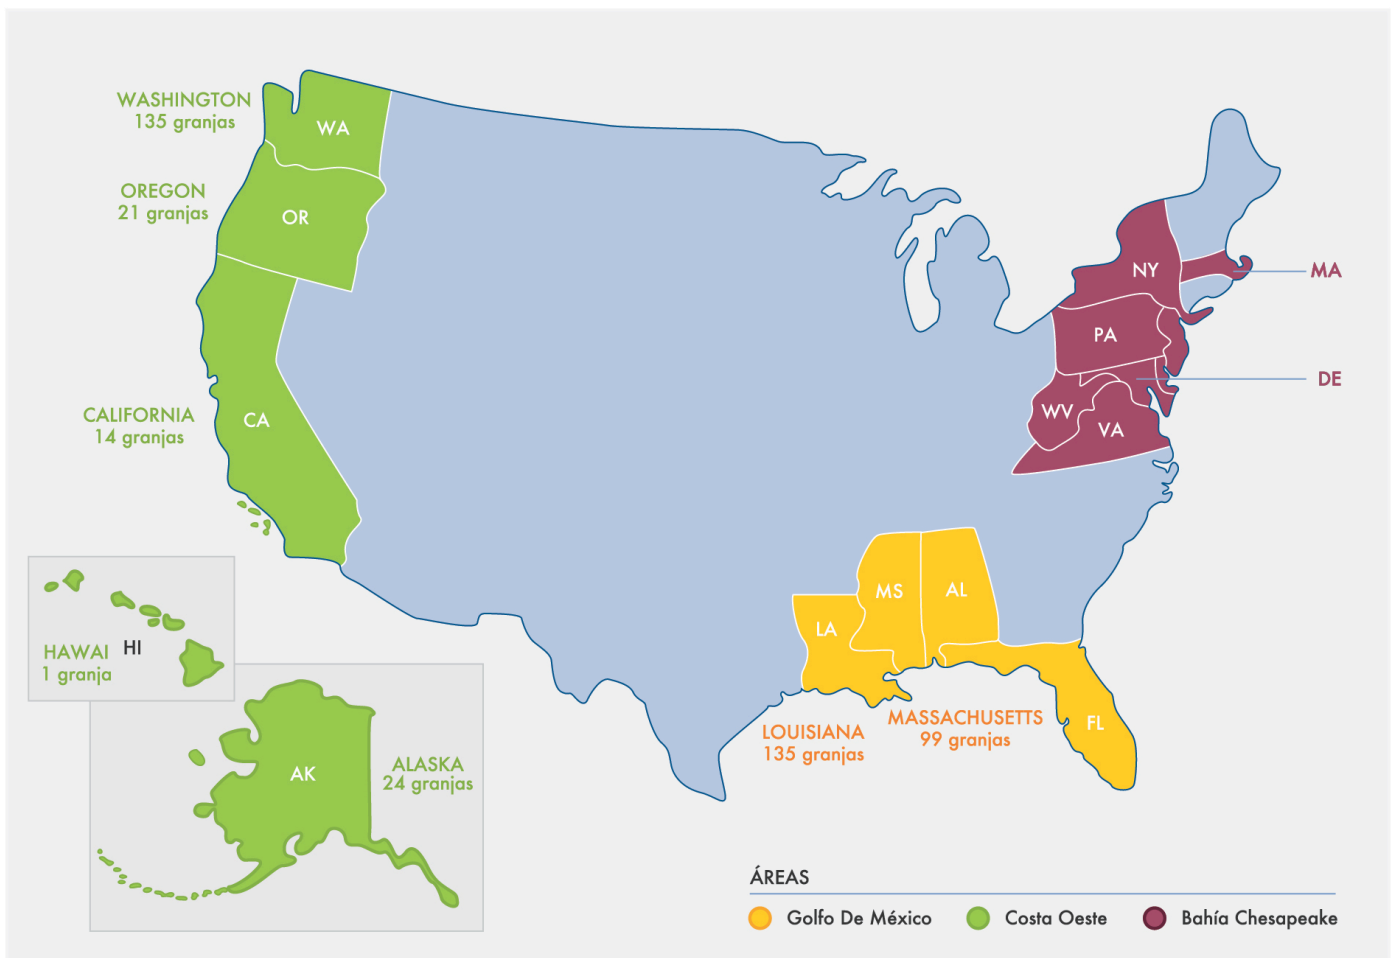 WASHINGTON
135 granjas
WA
OREGON
21 granjas
OR
CALIFORNIA
14 granjas
CA
NY
MA
PA
DE
WV
VA
HAWAI
1 granja
HI
AK
ALASKA
24 granjas
MS
AL
LA
FL
LOUISIANA
135 granjas
MASSACHUSETTS
99 granjas
ÁREAS
Golfo De México
Costa Oeste
Bahía Chesapeake